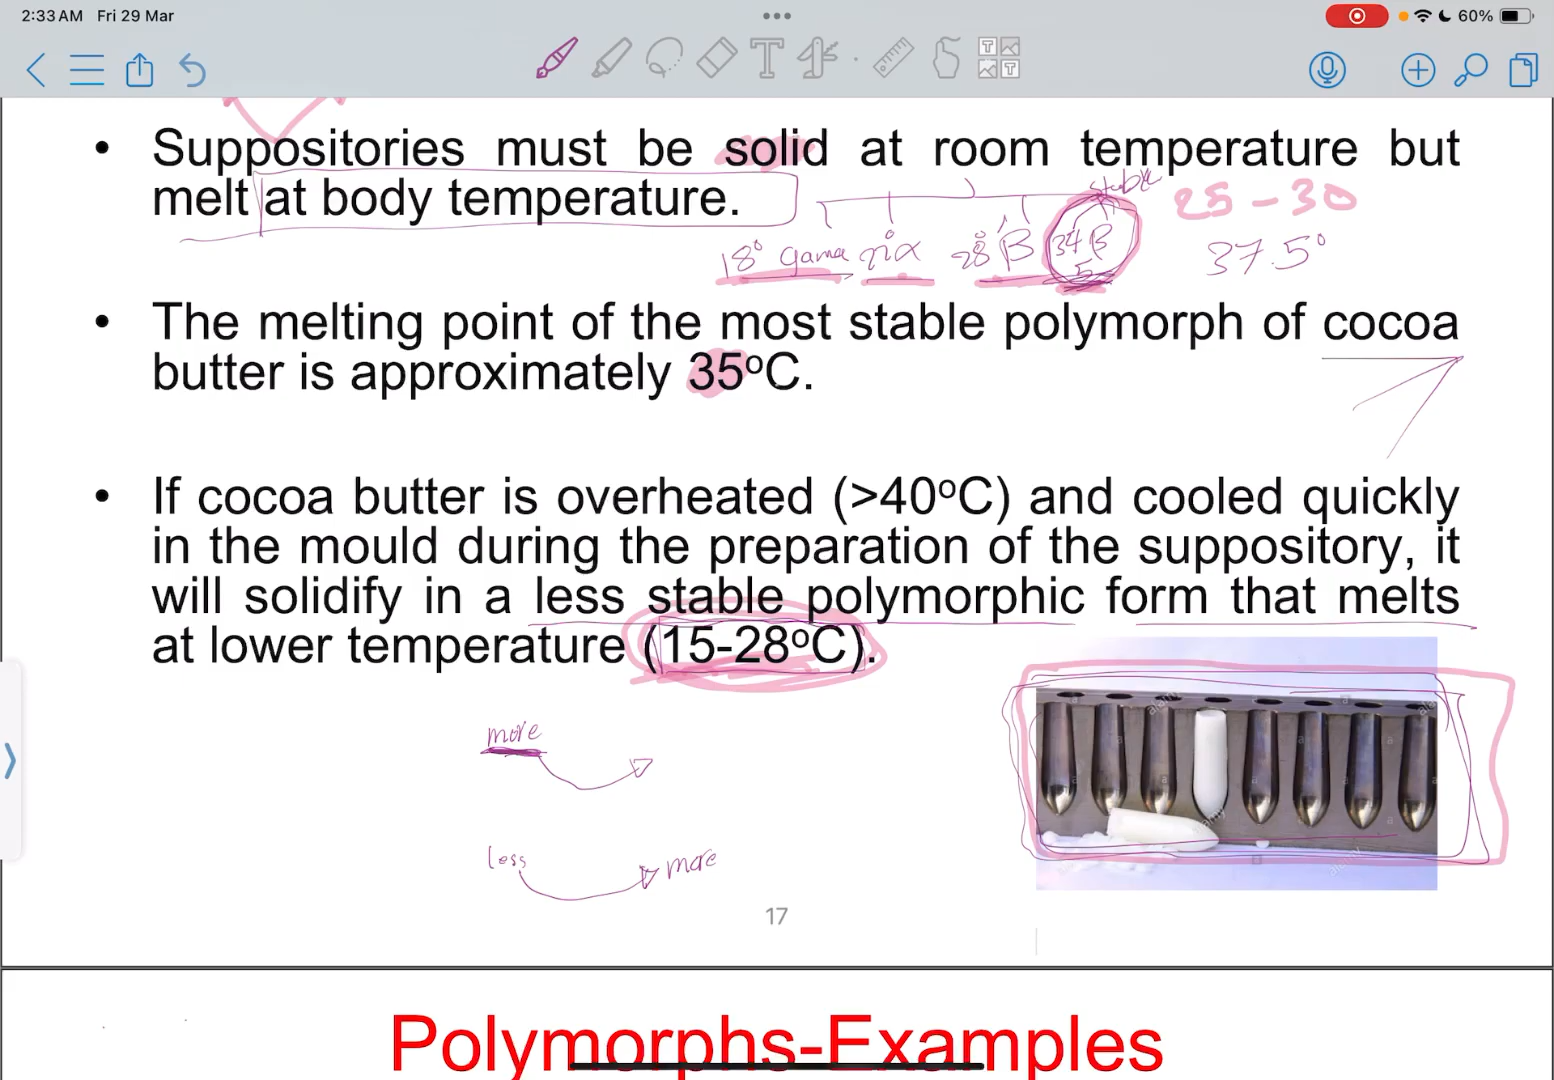 2:33 AM Fri 29 Mar
60%
• Suppositories must be solid at room temperature but
melt at body temperature.
stable
25 - 30
18° gama
28° β'
34 β
37.5°
• The melting point of the most stable polymorph of cocoa
butter is approximately 35°C.
• If cocoa butter is overheated (>40°C) and cooled quickly
in the mould during the preparation of the suppository, it
will solidify in a less stable polymorphic form that melts
at lower temperature (15-28°C).
more
less more
alamy
17
Polymorphs-Examples